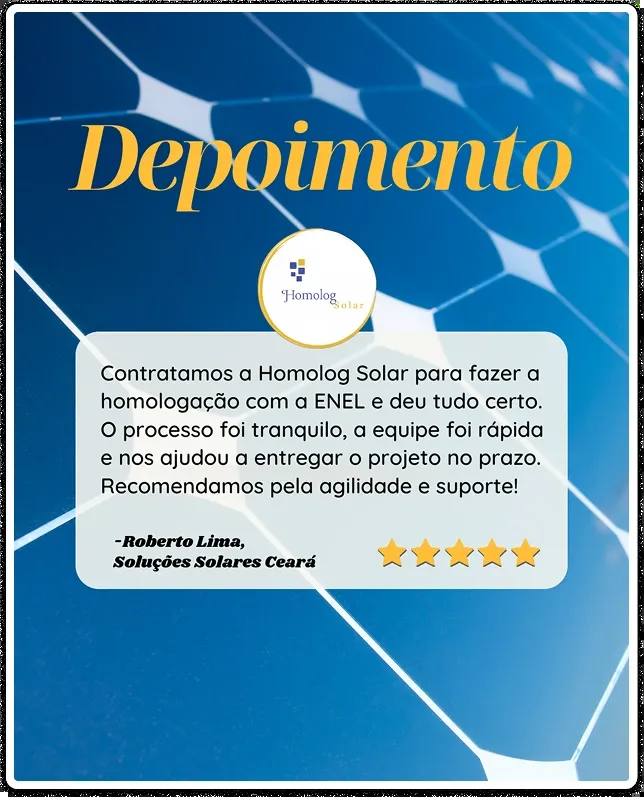 Depoimento
Homolog
Solar
Contratamos a Homolog Solar para fazer a
homologação com a ENEL e deu tudo certo.
O processo foi tranquilo, a equipe foi rápida
e nos ajudou a entregar o projeto no prazo.
Recomendamos pela agilidade e suporte!
-Roberto Lima,
Soluções Solares Ceará